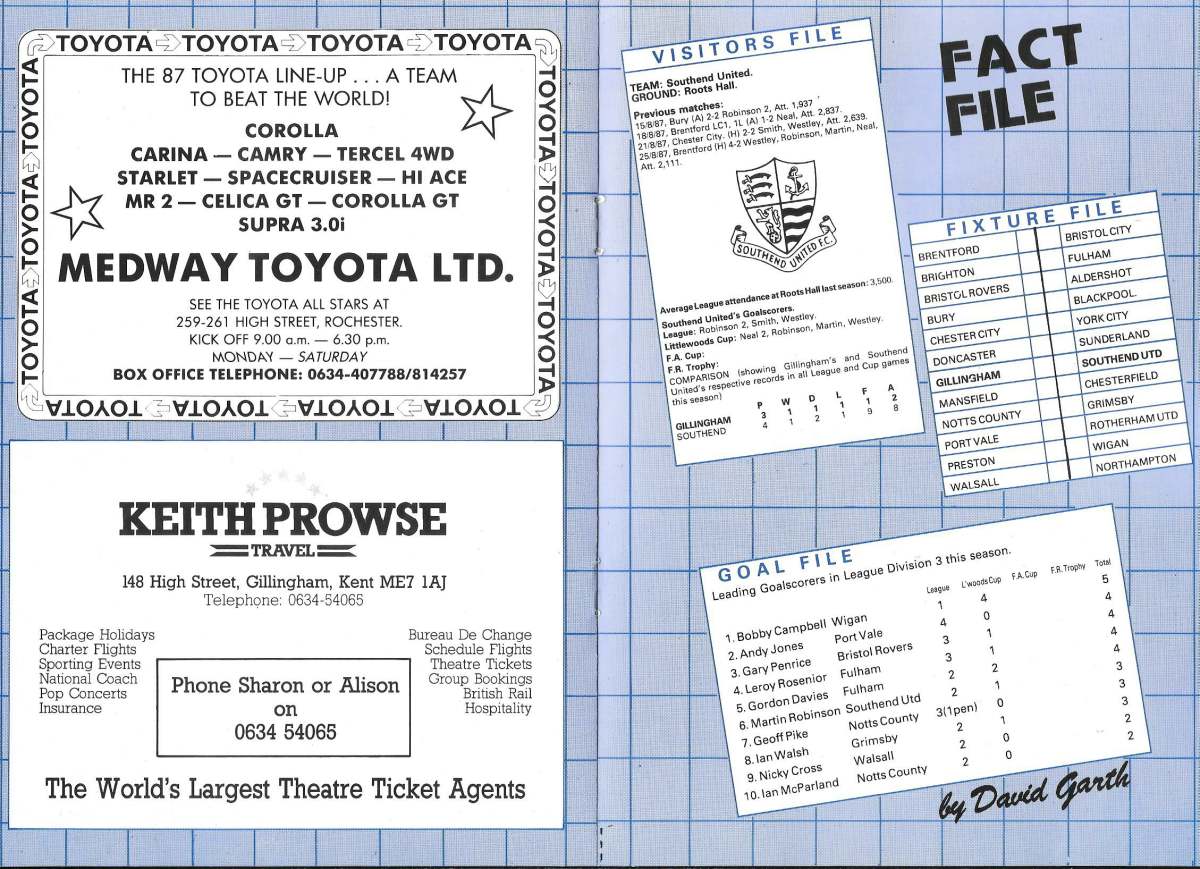 TOYOTA TOYOTA TOYOTA TOYOTA
TOYOTA TOYOTA TOYOTA
TOYOTA TOYOTA TOYOTA
THE 87 TOYOTA LINE-UP . . . A TEAM
TO BEAT THE WORLD!
COROLLA
CARINA — CAMRY — TERCEL 4WD
STARLET — SPACECRUISER — HI ACE
MR 2 — CELICA GT — COROLLA GT
SUPRA 3.0i
MEDWAY TOYOTA LTD.
SEE THE TOYOTA ALL STARS AT
259-261 HIGH STREET, ROCHESTER.
KICK OFF 9.00 a.m. — 6.30 p.m.
MONDAY — SATURDAY
BOX OFFICE TELEPHONE: 0634-407788/814257
TOYOTA TOYOTA TOYOTA TOYOTA
KEITH PROWSE
TRAVEL
148 High Street, Gillingham, Kent ME7 1AJ
Telephone: 0634-54065
Package Holidays
Charter Flights
Sporting Events
National Coach
Pop Concerts
Insurance
Bureau De Change
Schedule Flights
Theatre Tickets
Group Bookings
British Rail
Hospitality
Phone Sharon or Alison
on
0634 54065
The World's Largest Theatre Ticket Agents
VISITORS FILE
TEAM: Southend United.
GROUND: Roots Hall.
Previous matches:
15/8/87, Bury (A) 2-2 Robinson 2, Att. 1,937
18/8/87, Brentford LC1, 1L (A) 1-2 Neal, Att. 2,837.
21/8/87, Chester City. (H) 2-2 Smith, Westley, Att. 2,639.
25/8/87, Brentford (H) 4-2 Westley, Robinson, Martin, Neal,
Att. 2,111.
SOUTHEND UNITED F.C.
Average League attendance at Roots Hall last season: 3,500.
Southend United's Goalscorers.
League: Robinson 2, Smith, Westley.
Littlewoods Cup: Neal 2, Robinson, Martin, Westley.
F.A. Cup:
F.R. Trophy:
COMPARISON (showing Gillingham's and Southend
United's respective records in all League and Cup games
this season)
P W D L F A
GILLINGHAM 3 1 1 1 1 2
SOUTHEND 4 1 2 1 9 8
FACT
FILE
FIXTURE FILE
BRENTFORD BRISTOL CITY
BRIGHTON FULHAM
BRISTOL ROVERS ALDERSHOT
BURY BLACKPOOL.
CHESTER CITY YORK CITY
DONCASTER SUNDERLAND
GILLINGHAM SOUTHEND UTD
MANSFIELD CHESTERFIELD
NOTTS COUNTY GRIMSBY
PORT VALE ROTHERHAM UTD
PRESTON WIGAN
WALSALL NORTHAMPTON
GOAL FILE
Leading Goalscorers in League Division 3 this season.
League L'woods Cup F.A. Cup F.R. Trophy Total
1. Bobby Campbell Wigan 1 4 5
2. Andy Jones Port Vale 4 0 4
3. Gary Penrice Bristol Rovers 3 1 4
4. Leroy Rosenior Fulham 3 1 4
5. Gordon Davies Fulham 2 2 4
6. Martin Robinson Southend Utd 2 1 3
7. Geoff Pike Notts County 3(1pen) 0 3
8. Ian Walsh Grimsby 2 1 3
9. Nicky Cross Walsall 2 0 2
10. Ian McParland Notts County 2 0 2
by David Garth